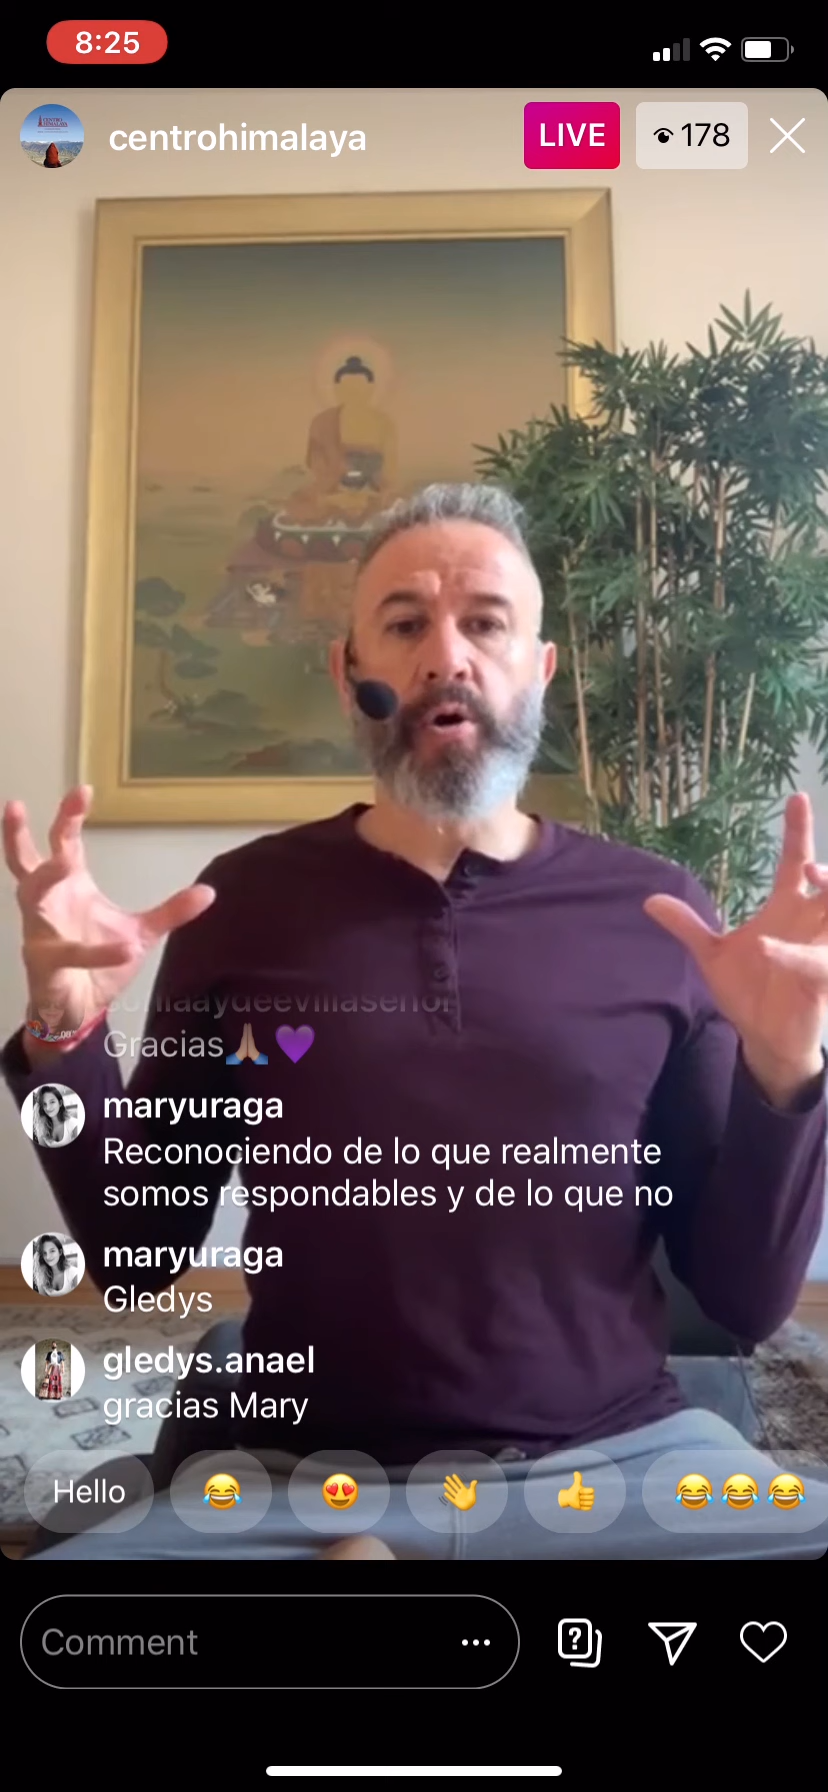 8:25
centrohimalaya
LIVE
178
soniaaydeevillaseñor
Gracias🙏🏼💜
maryuraga
Reconociendo de lo que realmente
somos respondables y de lo que no
maryuraga
Gledys
gledys.anael
gracias Mary
Hello
😂
😍
👋
👍
😂😂😂
Comment